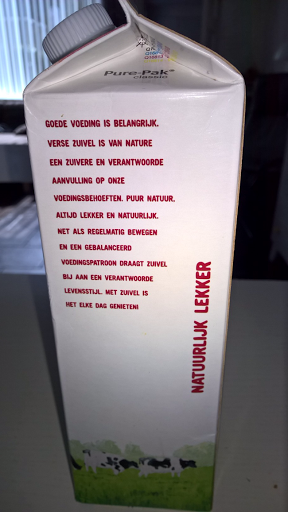 Pure-Pak®
classic
GOEDE VOEDING IS BELANGRIJK.
VERSE ZUIVEL IS VAN NATURE
EEN ZUIVERE EN VERANTWOORDE
AANVULLING OP ONZE
VOEDINGSBEHOEFTEN. PUUR NATUUR.
ALTIJD LEKKER EN NATUURLIJK.
NET ALS REGELMATIG BEWEGEN
EN EEN GEBALANCEERD
VOEDINGSPATROON DRAAGT ZUIVEL
BIJ AAN EEN VERANTWOORDE
LEVENSSTIJL. MET ZUIVEL IS
HET ELKE DAG GENIETEN!
NATUURLIJK LEKKER